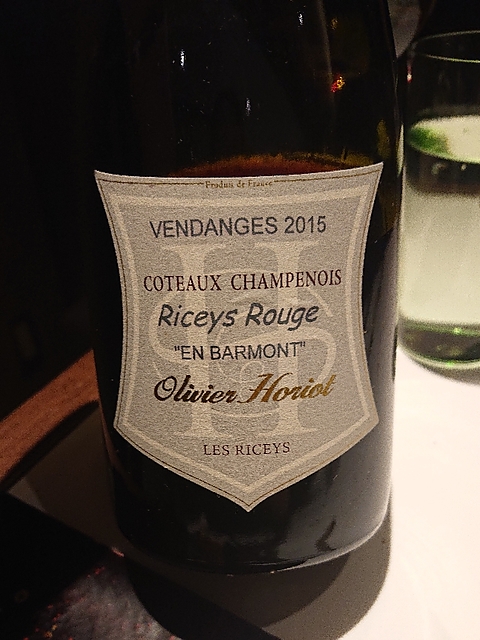 Produit de France
VENDANGES 2015
COTEAUX CHAMPENOIS
Riceys Rouge
"EN BARMONT"
Olivier Horiot
LES RICEYS